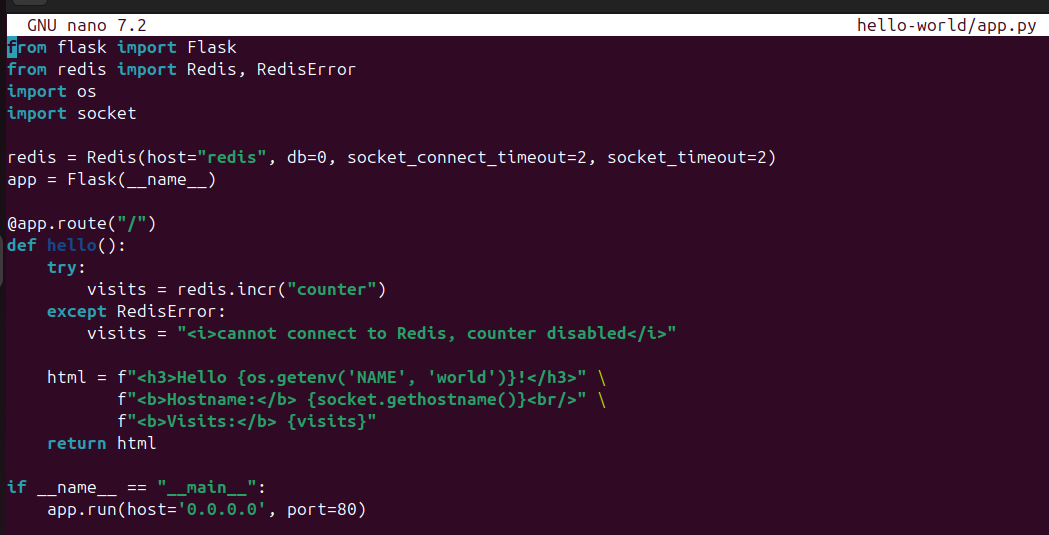 GNU nano 7.2 hello-world/app.py
from flask import Flask
from redis import Redis, RedisError
import os
import socket

redis = Redis(host="redis", db=0, socket_connect_timeout=2, socket_timeout=2)
app = Flask(__name__)

@app.route("/")
def hello():
    try:
        visits = redis.incr("counter")
    except RedisError:
        visits = "<i>cannot connect to Redis, counter disabled</i>"

    html = f"<h3>Hello {os.getenv('NAME', 'world')}!</h3>" \
           f"<b>Hostname:</b> {socket.gethostname()}<br/>" \
           f"<b>Visits:</b> {visits}"
    return html

if __name__ == "__main__":
    app.run(host='0.0.0.0', port=80)